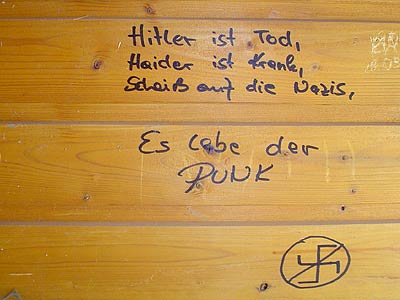 Hitler ist Tod,
Haider ist Krank,
Scheiß auf die Nazis,
Es Lebe der
PUNK